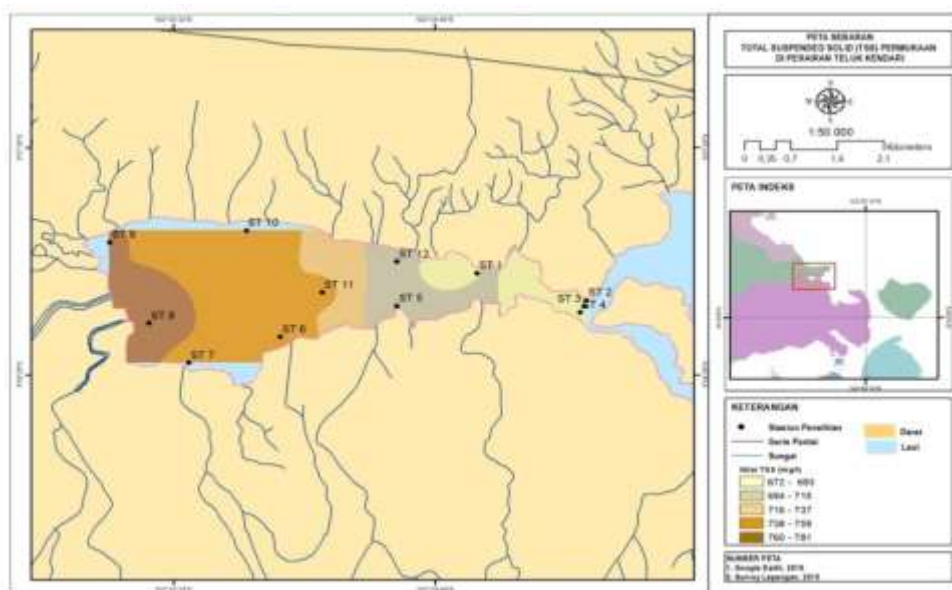 PETA SEBARAN
TOTAL SUSPENDED SOLID (TSS) PERMUKAAN
DI PERAIRAN TELUK KENDARI
1:50.000
Kilometers
0 0,35 0,7 1,4 2,1
PETA INDEKS
KETERANGAN
Stasiun Penelitian
Garis Pantai
Sungai
Darat
Laut
Nilai TSS (mg/l)
672 - 693
694 - 715
716 - 737
738 - 759
760 - 781
SUMBER PETA
1. Google Earth, 2015
2. Survey Lapangan, 2015
ST 10
ST 9
ST 12
ST 1
ST 11
ST 2
ST 3
ST 4
ST 5
ST 8
ST 6
ST 7